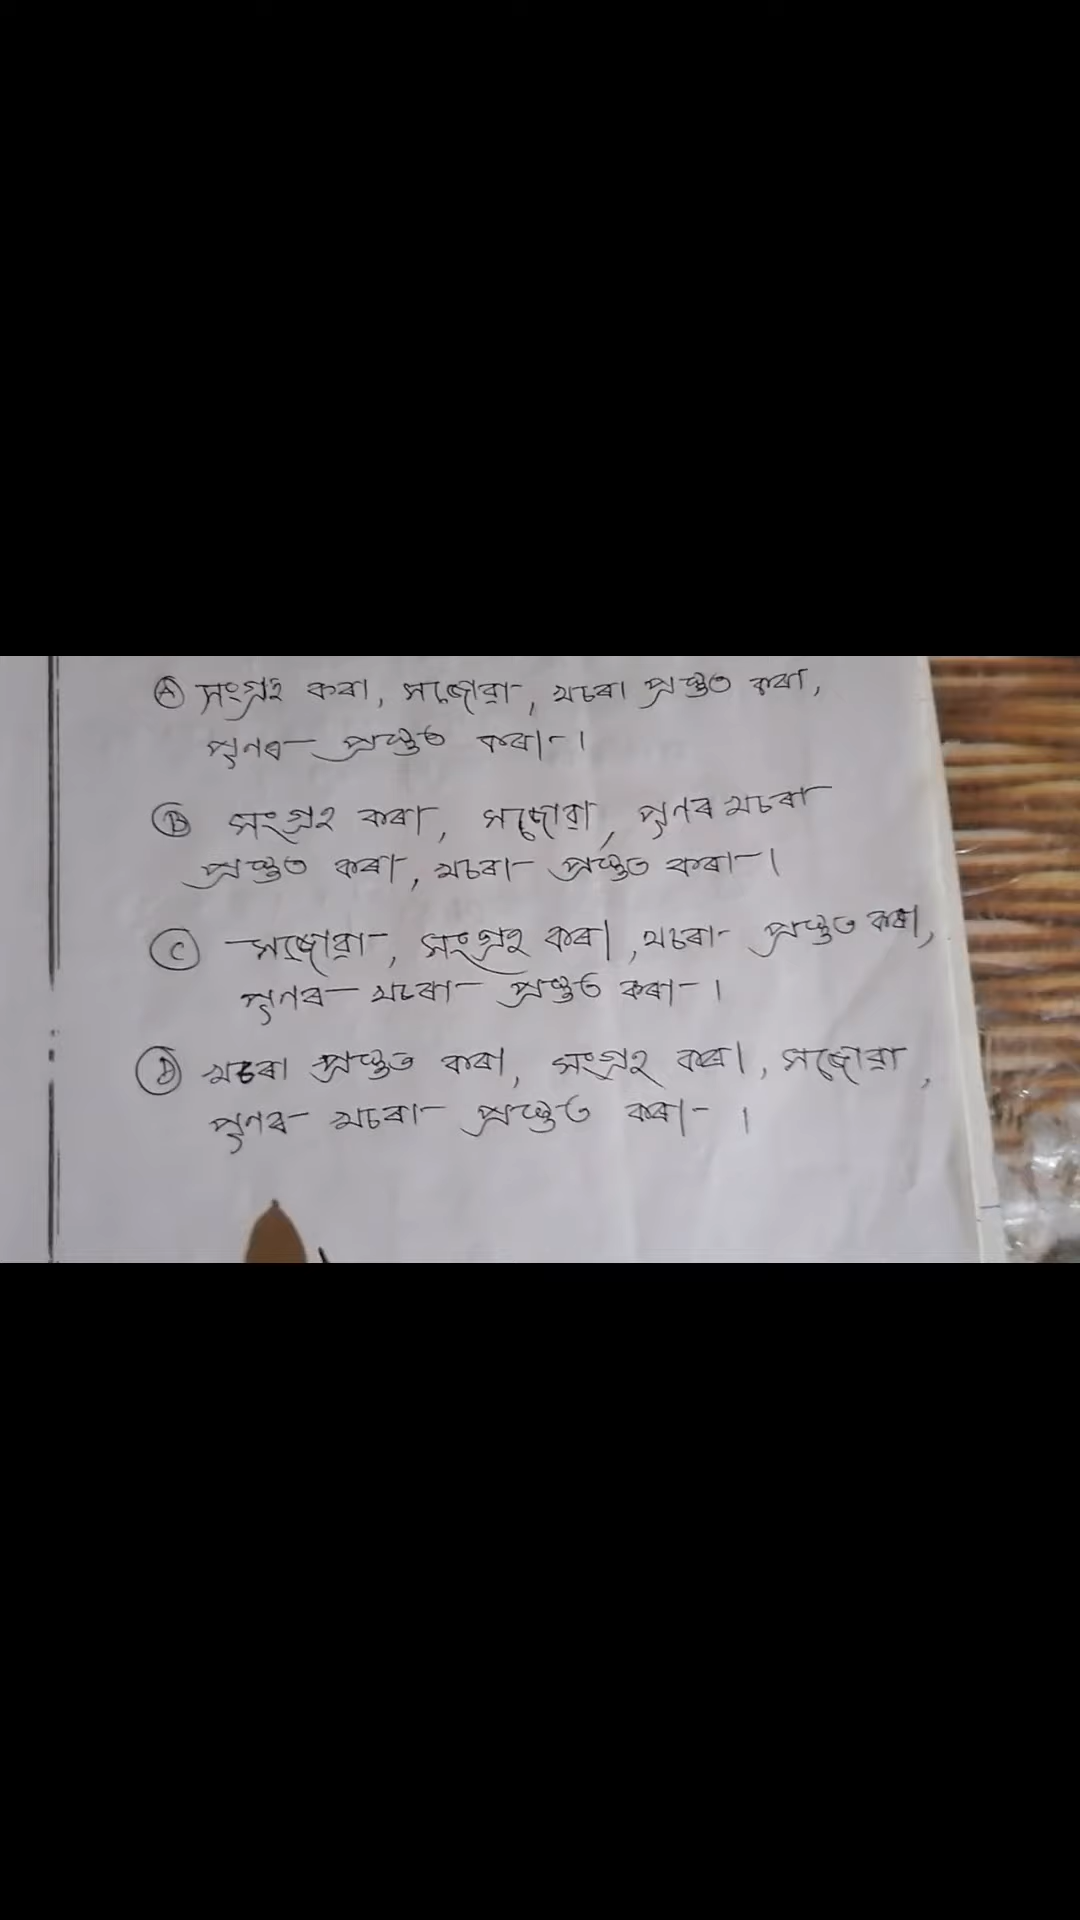 Ⓐ সংগ্ৰহ কৰা, সজোৱা, খচৰা প্ৰস্তুত কৰা,
পুনৰ প্ৰস্তুত কৰা।
Ⓑ সংগ্ৰহ কৰা, সজোৱা, পুনৰ খচৰা
প্ৰস্তুত কৰা, খচৰা প্ৰস্তুত কৰা।
Ⓒ সজোৱা, সংগ্ৰহ কৰা, খচৰা প্ৰস্তুত কৰা,
পুনৰ খচৰা প্ৰস্তুত কৰা।
Ⓓ খচৰা প্ৰস্তুত কৰা, সংগ্ৰহ কৰা, সজোৱা,
পুনৰ খচৰা প্ৰস্তুত কৰা।